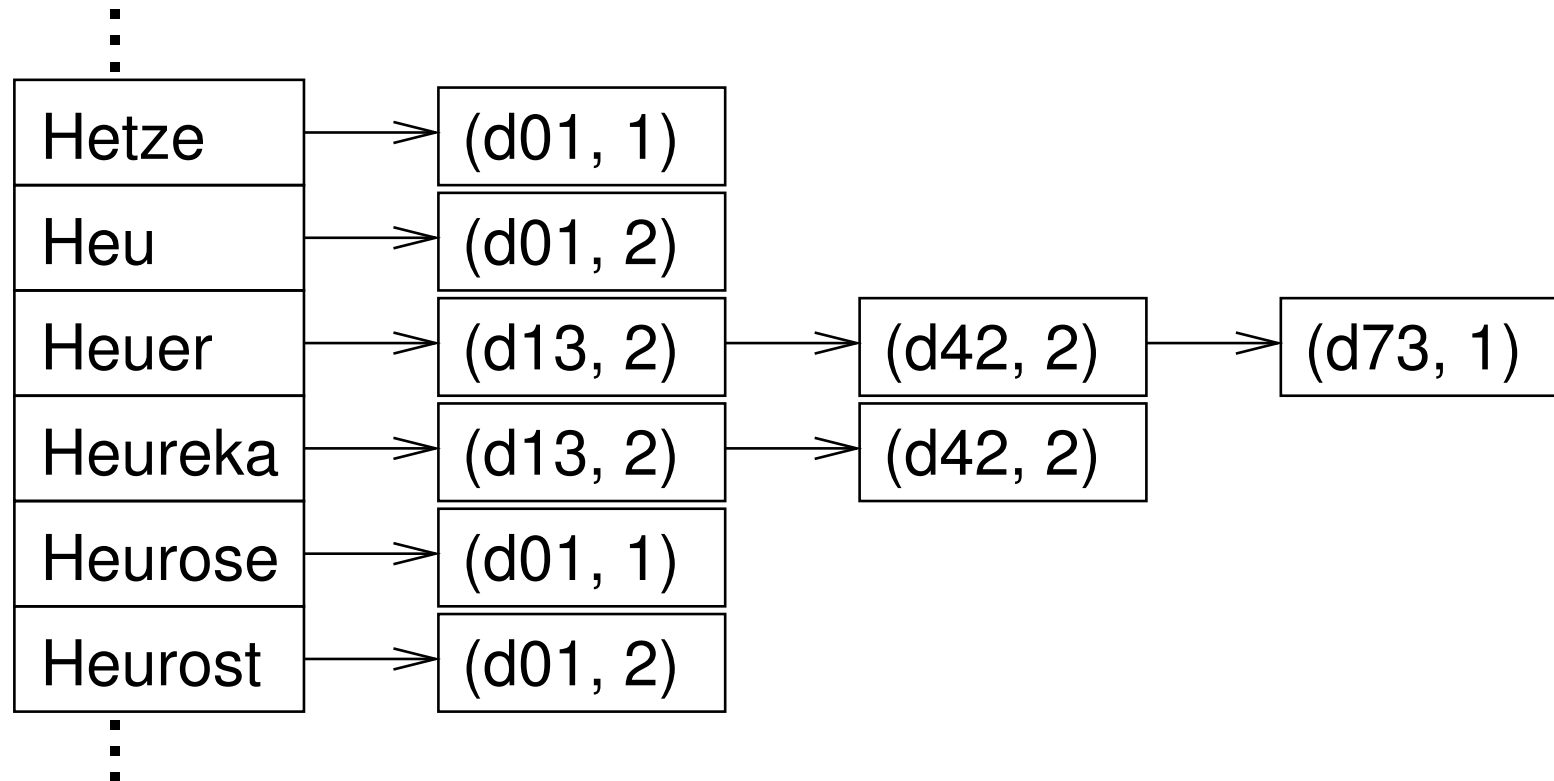 Hetze (d01, 1)
Heu (d01, 2)
Heuer (d13, 2) (d42, 2) (d73, 1)
Heureka (d13, 2) (d42, 2)
Heurose (d01, 1)
Heurost (d01, 2)